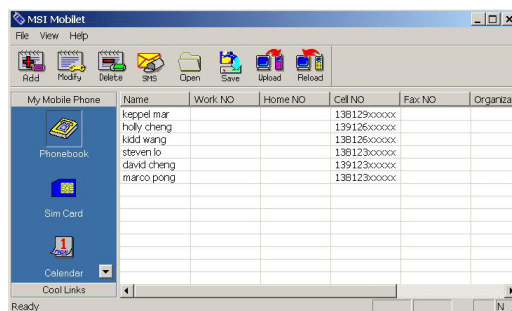 MSI Mobilet
File View Help
Add Modify Delete SMS Open Save Upload Reload
My Mobile Phone Name Work NO Home NO Cell NO Fax NO Organiza
keppel mar 138129xxxxx
holly cheng 139126xxxxx
kidd wang 138126xxxxx
steven lo 138123xxxxx
david cheng 139123xxxxx
marco pong 138123xxxxx
Phonebook
Sim Card
1
Calendar
Cool Links
Ready N